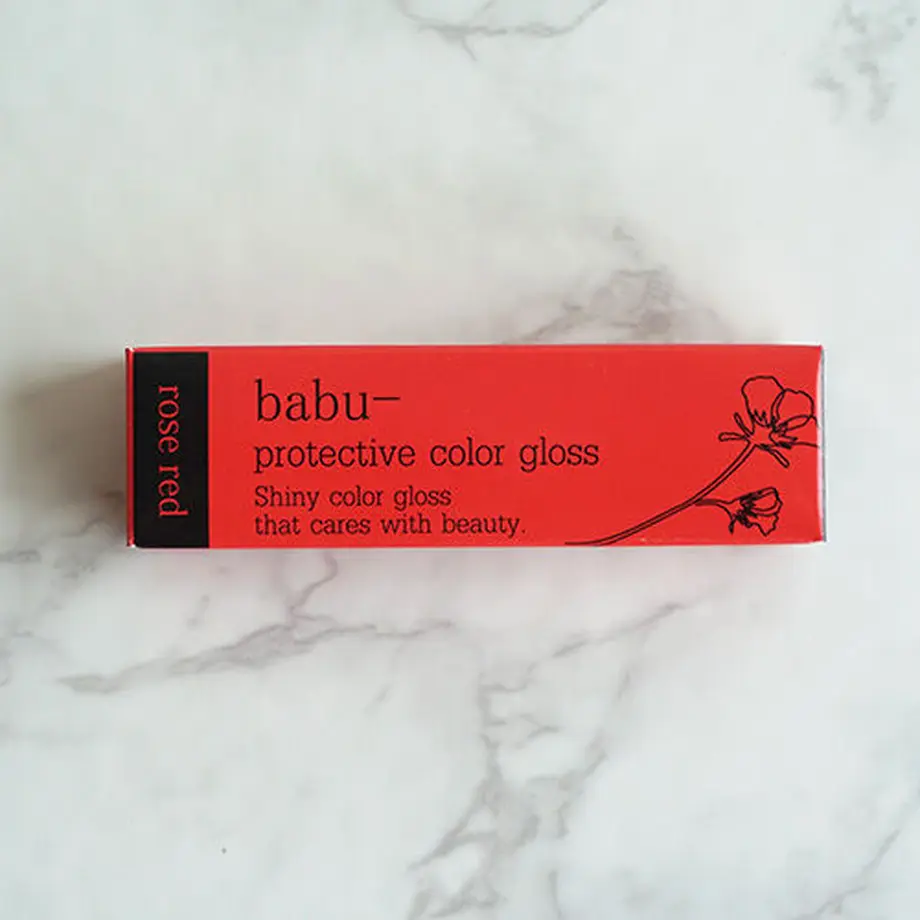 rose red
babu–
protective color gloss
Shiny color gloss
that cares with beauty.